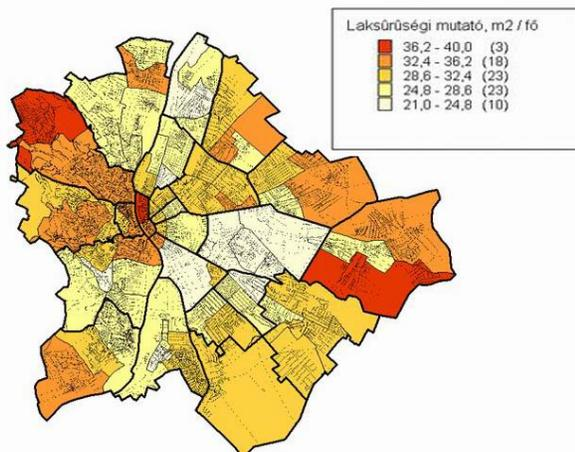 Laksûrûségi mutató, m2 / fő
36,2 - 40,0 (3)
32,4 - 36,2 (18)
28,6 - 32,4 (23)
24,8 - 28,6 (23)
21,0 - 24,8 (10)